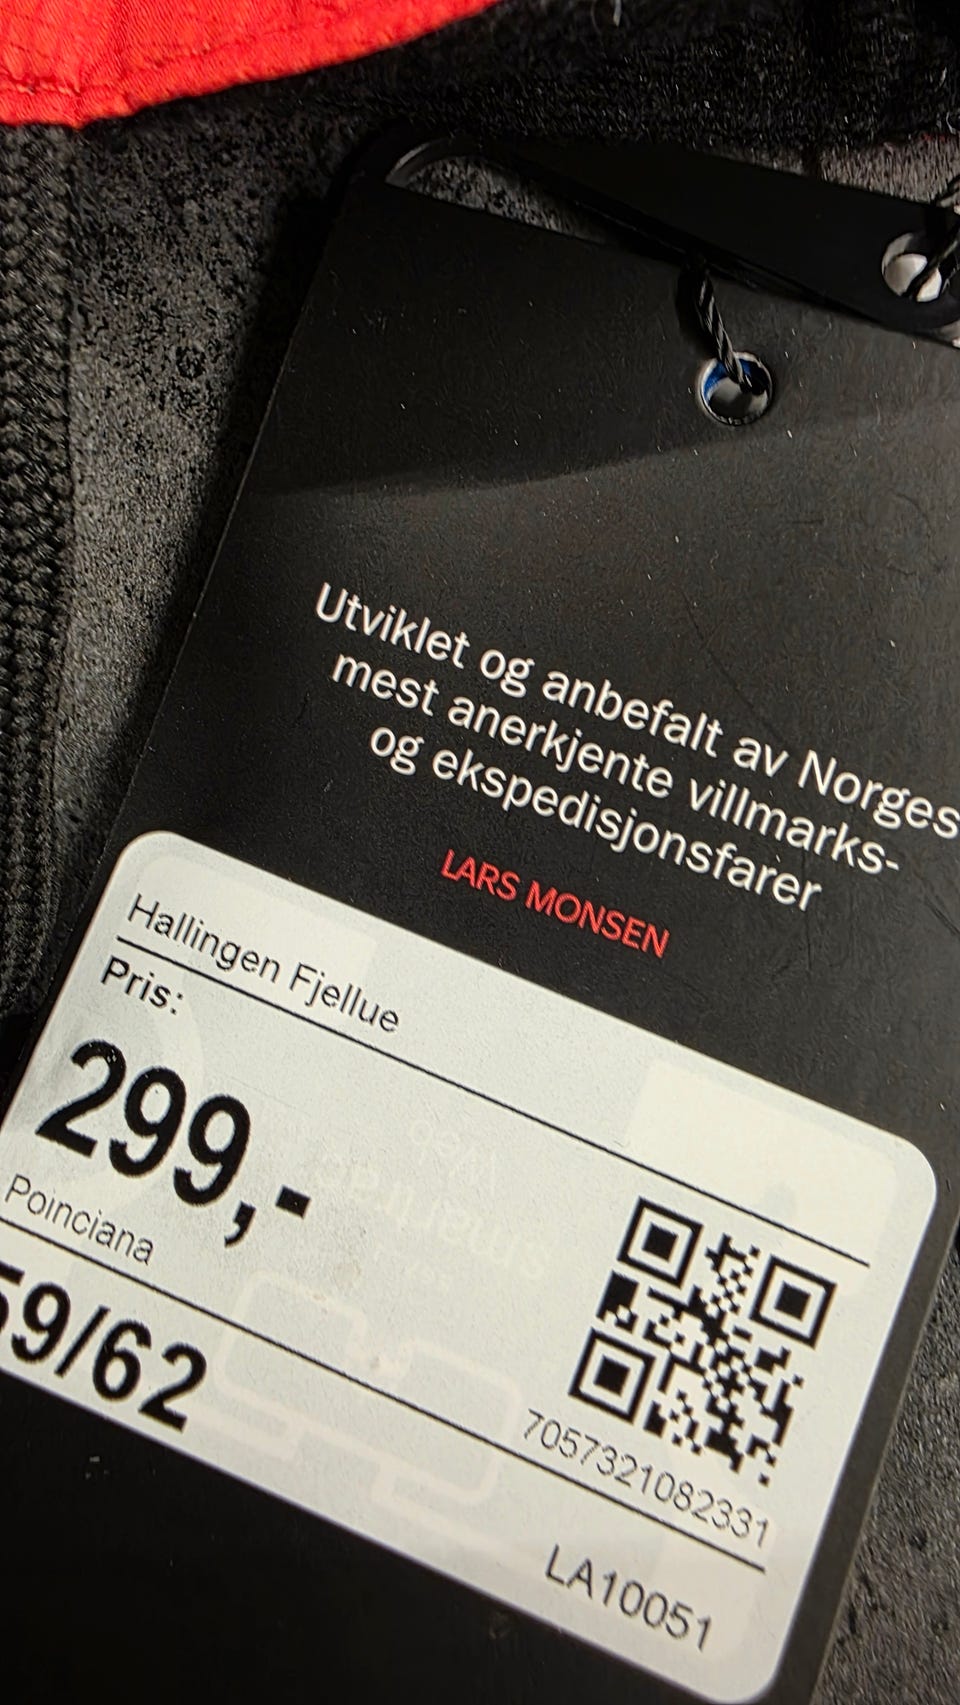 Utviklet og anbefalt av Norges
mest anerkjente villmarks-
og ekspedisjonsfarer
LARS MONSEN
Hallingen Fjellue
Pris:
299,-
Poinciana
59/62
7057321082331
LA10051